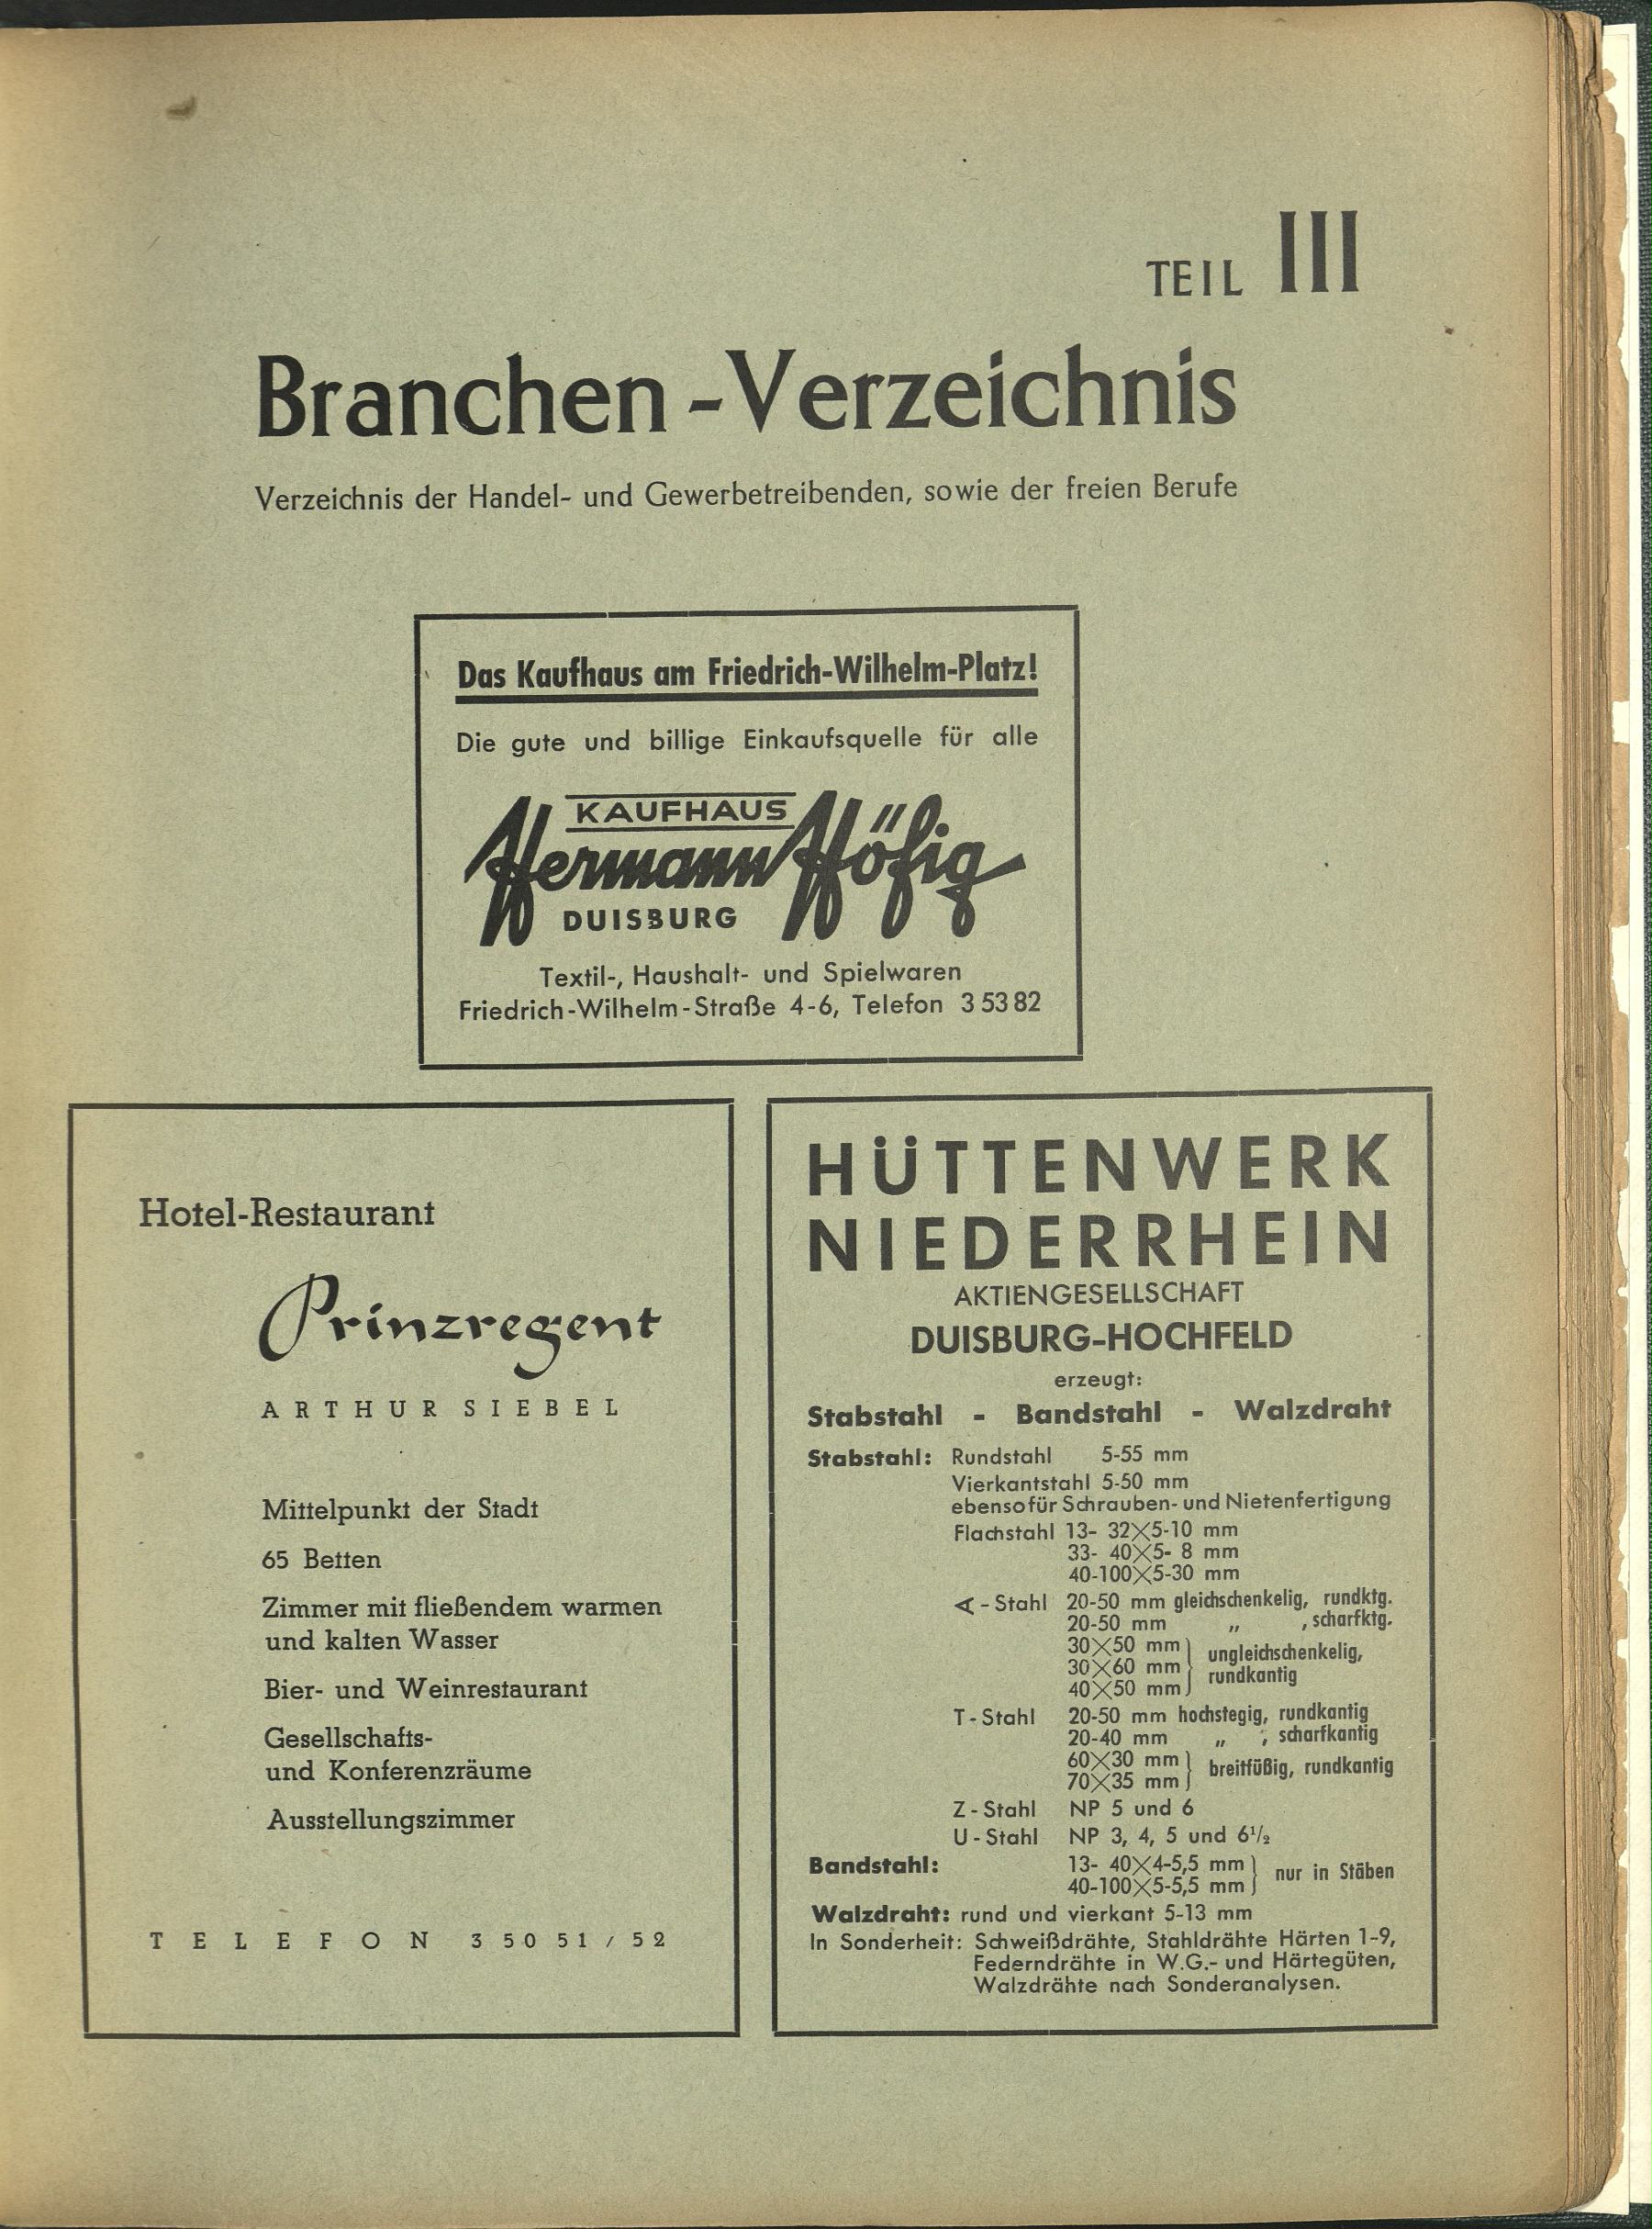 TEIL III
Branchen-Verzeichnis
Verzeichnis der Handel- und Gewerbetreibenden, sowie der freien Berufe
Das Kaufhaus am Friedrich-Wilhelm-Platz!
Die gute und billige Einkaufsquelle für alle
KAUFHAUS
Hermann Höfig
DUISBURG
Textil-, Haushalt- und Spielwaren
Friedrich-Wilhelm-Straße 4-6, Telefon 3 53 82
Hotel-Restaurant
Prinzregent
ARTHUR SIEBEL
Mittelpunkt der Stadt
65 Betten
Zimmer mit fließendem warmen
und kalten Wasser
Bier- und Weinrestaurant
Gesellschafts-
und Konferenzräume
Ausstellungszimmer
TELEFON 3 50 51 / 52
HÜTTENWERK
NIEDERRHEIN
AKTIENGESELLSCHAFT
DUISBURG-HOCHFELD
erzeugt:
Stabstahl - Bandstahl - Walzdraht
Stabstahl: Rundstahl 5-55 mm
Vierkantstahl 5-50 mm
ebenso für Schrauben- und Nietenfertigung
Flachstahl 13- 32×5-10 mm
33- 40×5- 8 mm
40-100×5-30 mm
∢-Stahl 20-50 mm gleichschenkelig, rundktg.
20-50 mm „ , scharfktg.
30×50 mm
30×60 mm } ungleichschenkelig, rundkantig
40×50 mm
T-Stahl 20-50 mm hochstegig, rundkantig
20-40 mm „ , scharfkantig
60×30 mm } breitfüßig, rundkantig
70×35 mm
Z-Stahl NP 5 und 6
U-Stahl NP 3, 4, 5 und 6½
Bandstahl: 13- 40×4-5,5 mm } nur in Stäben
40-100×5-5,5 mm
Walzdraht: rund und vierkant 5-13 mm
In Sonderheit: Schweißdrähte, Stahldrähte Härten 1-9,
Federndrähte in W.G.- und Härtegüten,
Walzdrähte nach Sonderanalysen.